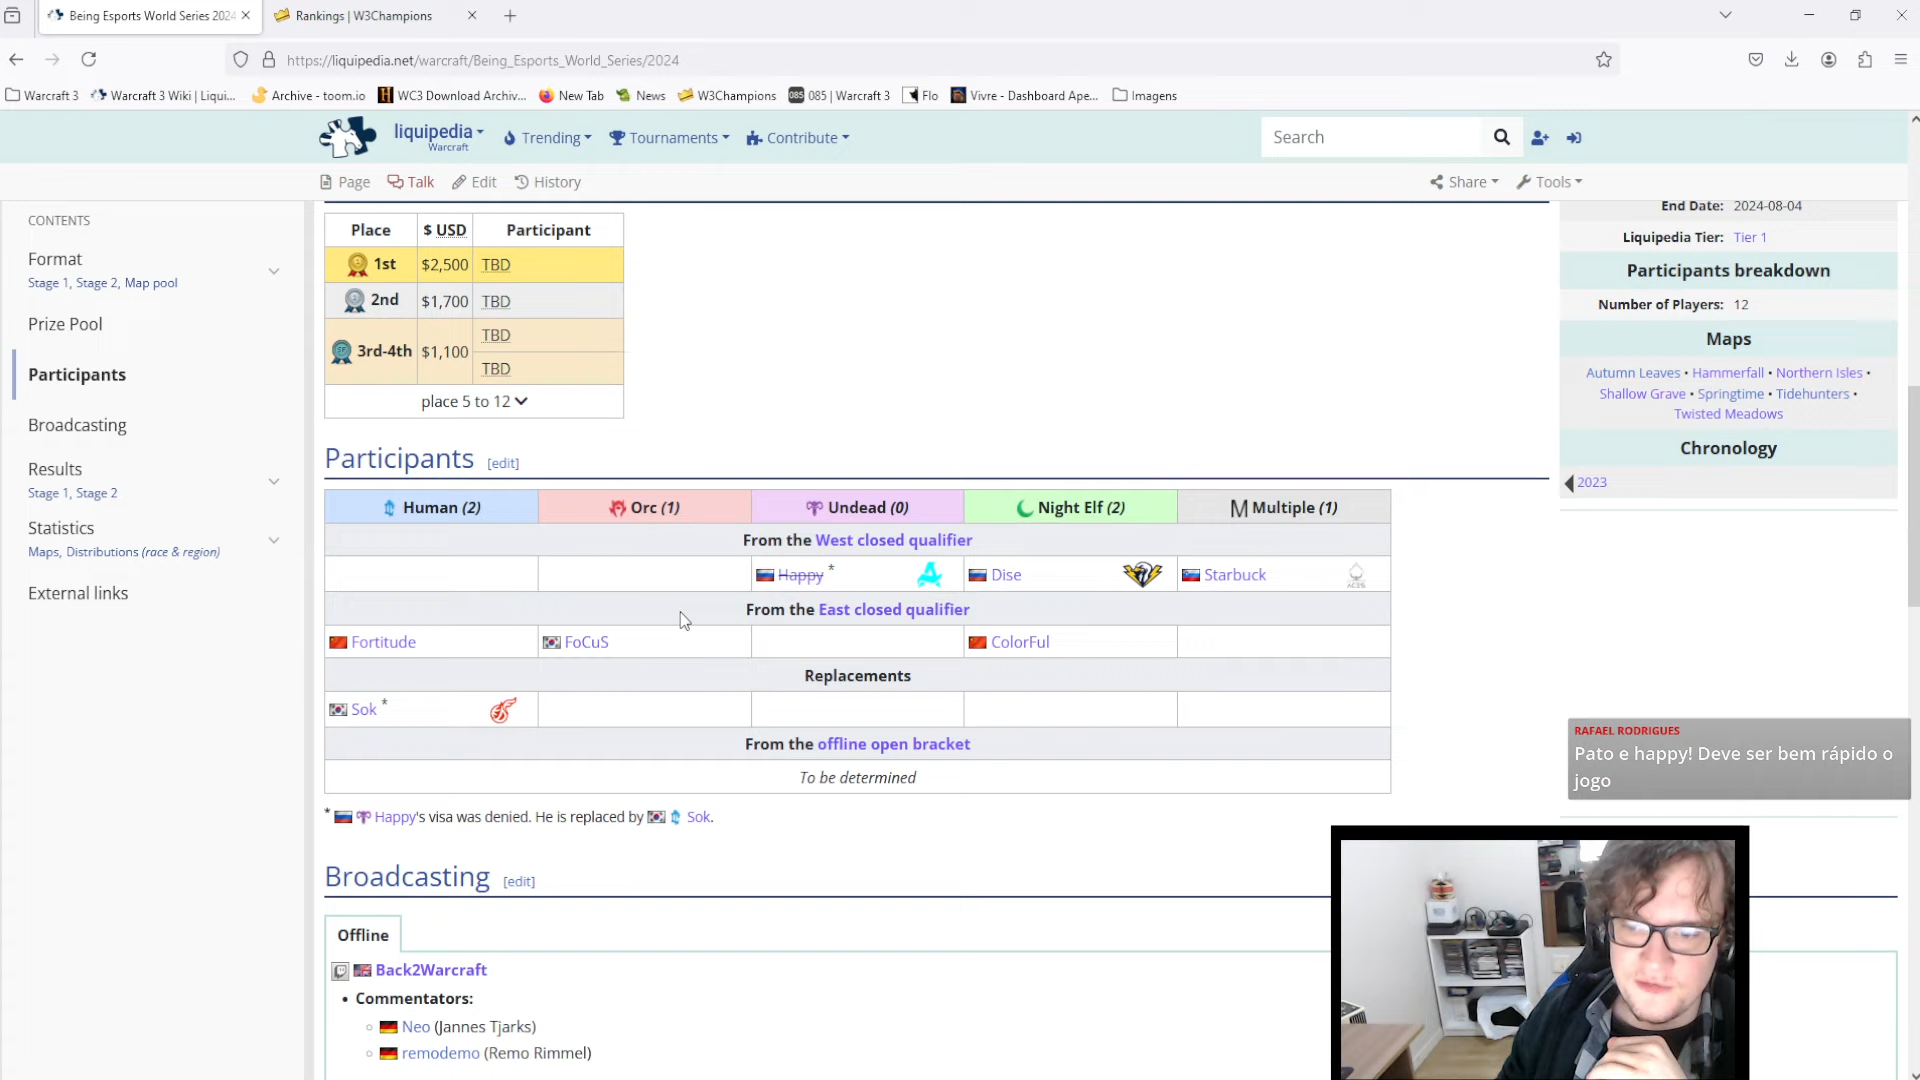 Being Esports World Series 2024
Rankings | W3Champions
https://liquipedia.net/warcraft/Being_Esports_World_Series/2024
Warcraft 3
Warcraft 3 Wiki | Liqui...
Archive - toom.io
WC3 Download Archiv...
New Tab
News
W3Champions
085 | Warcraft 3
Flo
Vivre - Dashboard Ape...
Imagens
liquipedia
Warcraft
Trending
Tournaments
Contribute
Search
Page
Talk
Edit
History
Share
Tools
CONTENTS
Format
Stage 1, Stage 2, Map pool
Prize Pool
Participants
Broadcasting
Results
Stage 1, Stage 2
Statistics
Maps, Distributions (race & region)
External links
Place $ USD Participant
1st $2,500 TBD
2nd $1,700 TBD
3rd-4th $1,100 TBD
TBD
place 5 to 12
Participants [edit]
Human (2) Orc (1) Undead (0) Night Elf (2) Multiple (1)
From the West closed qualifier
Happy * Dise Starbuck
From the East closed qualifier
Fortitude FoCuS ColorFul
Replacements
Sok *
From the offline open bracket
To be determined
* Happy's visa was denied. He is replaced by Sok.
Broadcasting [edit]
Offline
Back2Warcraft
• Commentators:
Neo (Jannes Tjarks)
remodemo (Remo Rimmel)
End Date: 2024-08-04
Liquipedia Tier: Tier 1
Participants breakdown
Number of Players: 12
Maps
Autumn Leaves • Hammerfall • Northern Isles •
Shallow Grave • Springtime • Tidehunters •
Twisted Meadows
Chronology
2023
RAFAEL RODRIGUES
Pato e happy! Deve ser bem rápido o
jogo